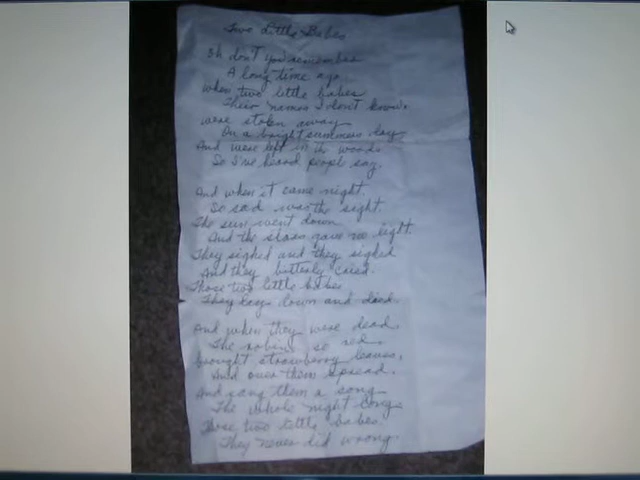 Two Little Babes
Oh don't you remember
A long time ago
When two little babes
Their names I don't know.
were stolen away
On a bright summers day
And were left in the woods
So I've heard people say.
And when it came night.
So sad was the sight.
The sun went down
And the stars gave no light.
They sighed and they sighed
And they bitterly cried.
Those two little babes
They lay down and died.
And when they were dead,
The robins so red
brought strawberry leaves,
And over them spread.
And sang them a song
The whole night long
Those two little babes
They never did wrong.